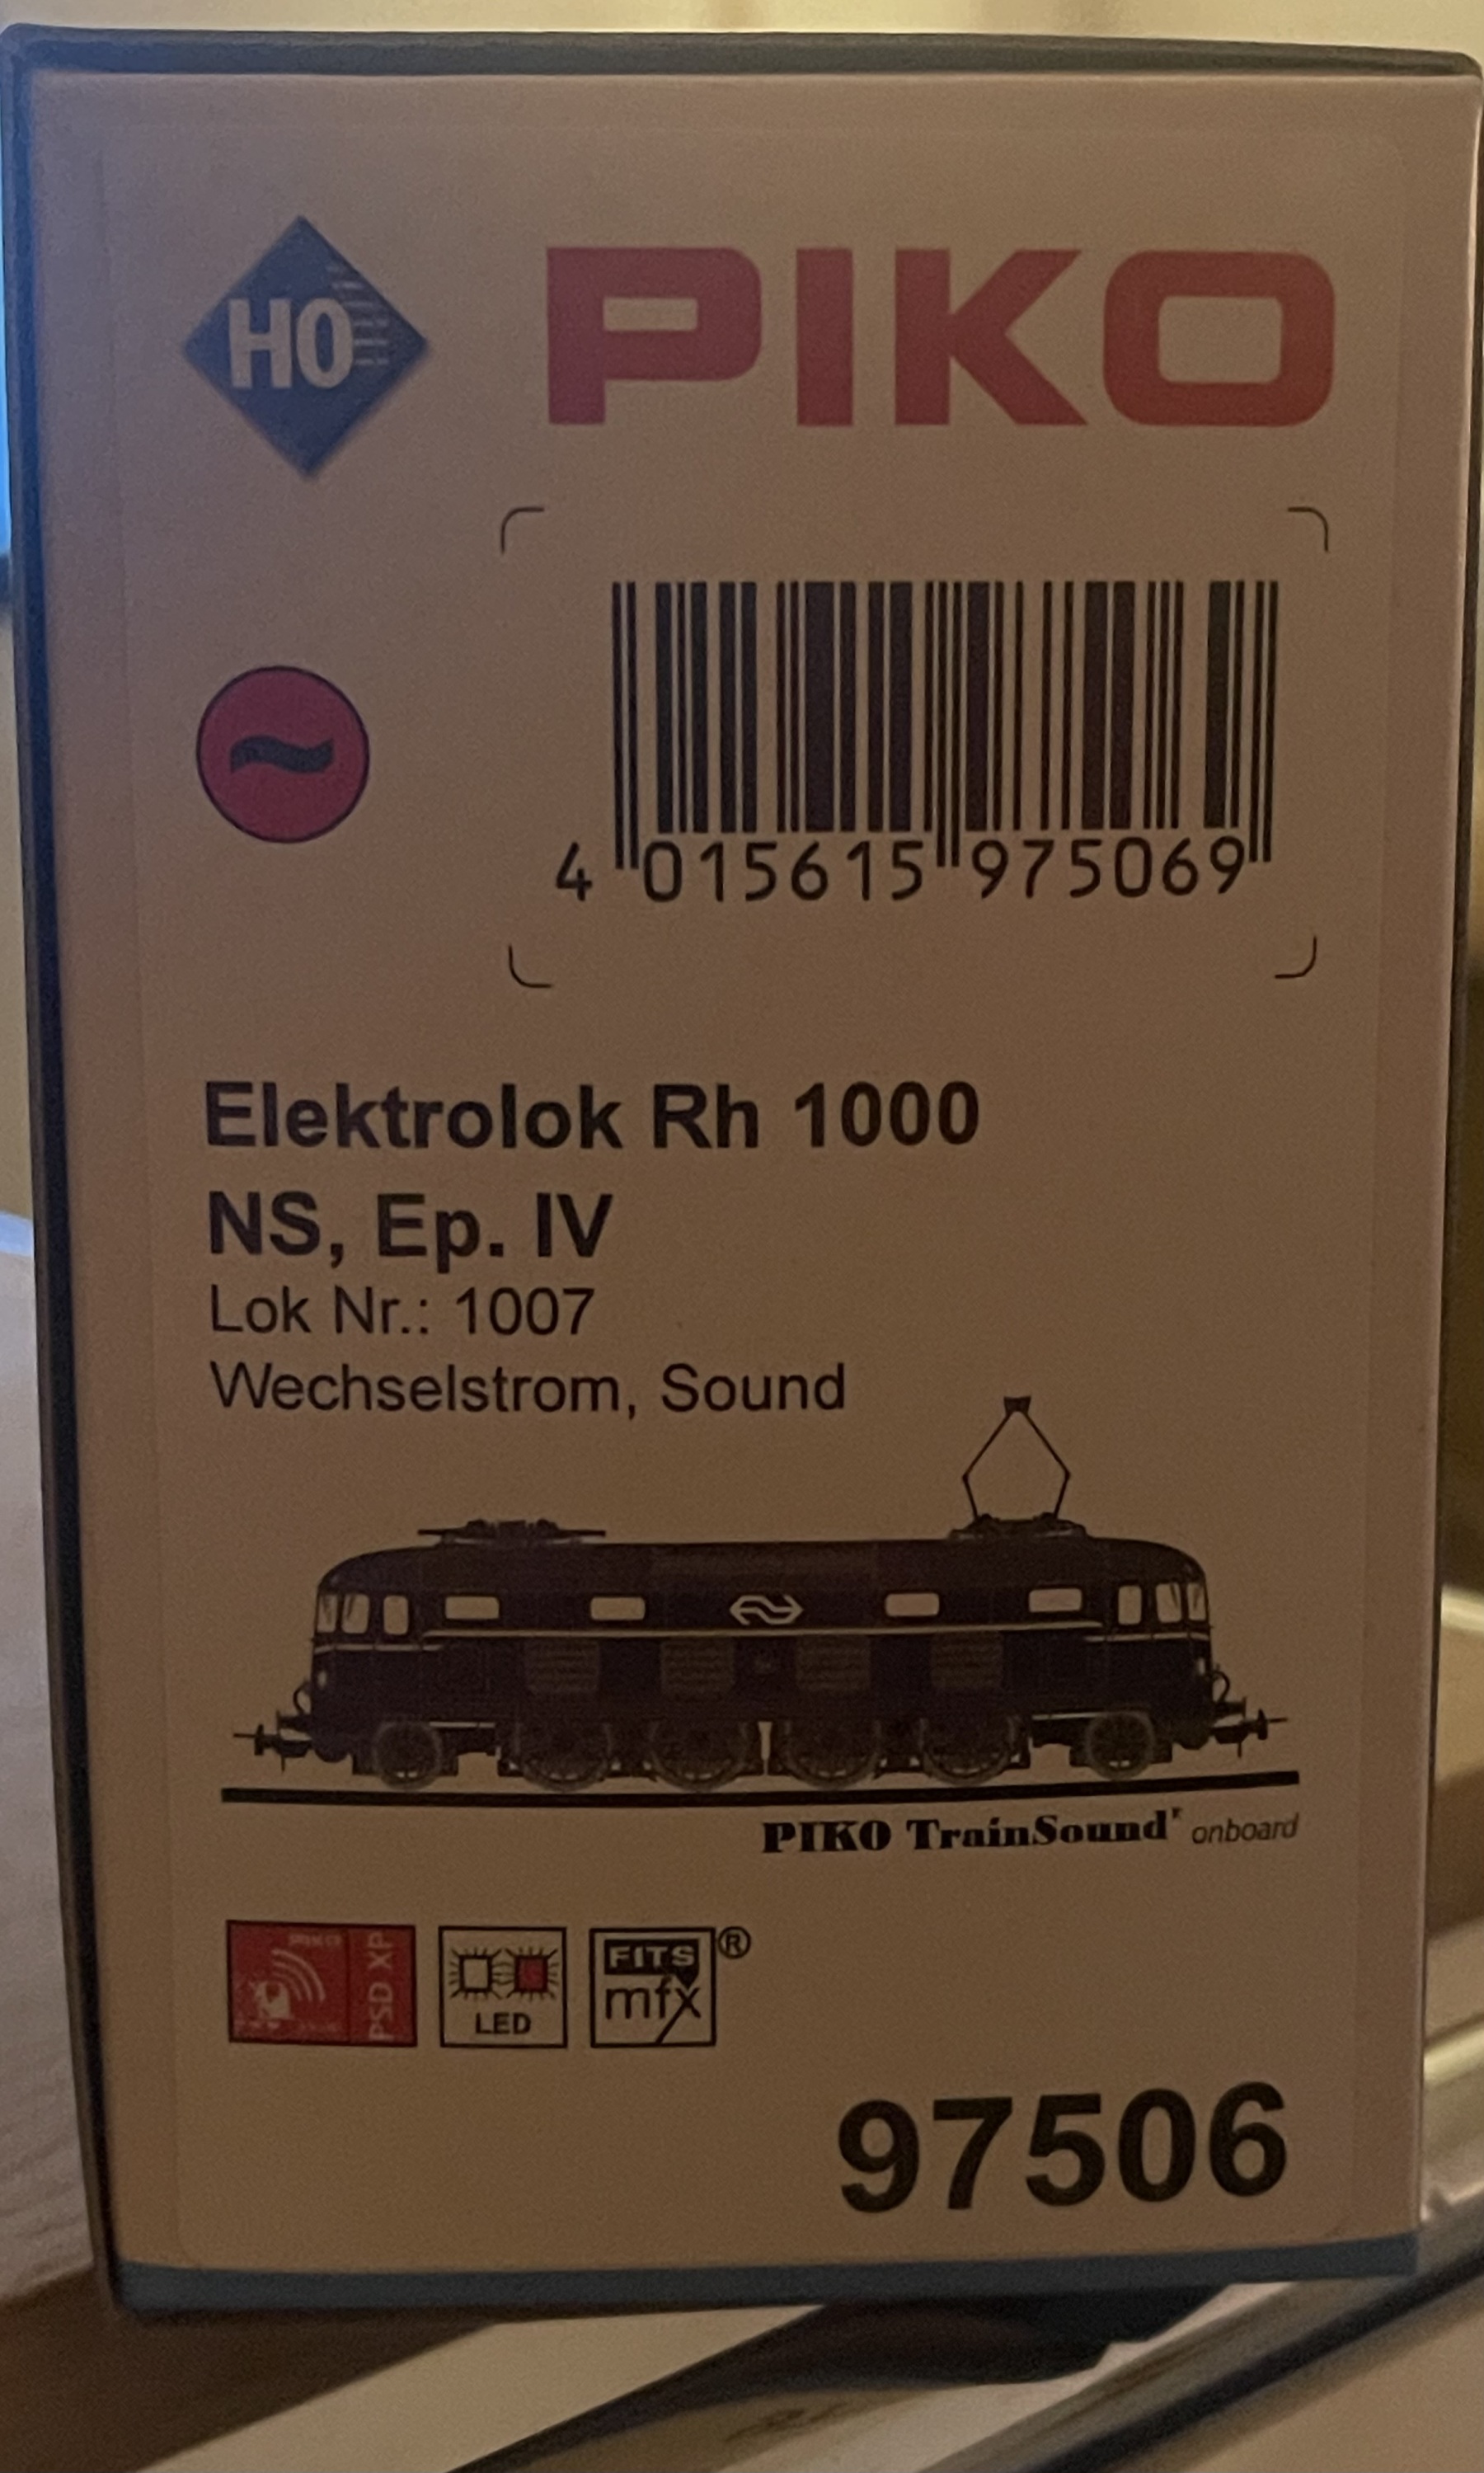 H0
PIKO
~
4 015615 975069
Elektrolok Rh 1000
NS, Ep. IV
Lok Nr.: 1007
Wechselstrom, Sound
PIKO TrainSound® onboard
PSD XP
LED
FITS ®
mfx
97506